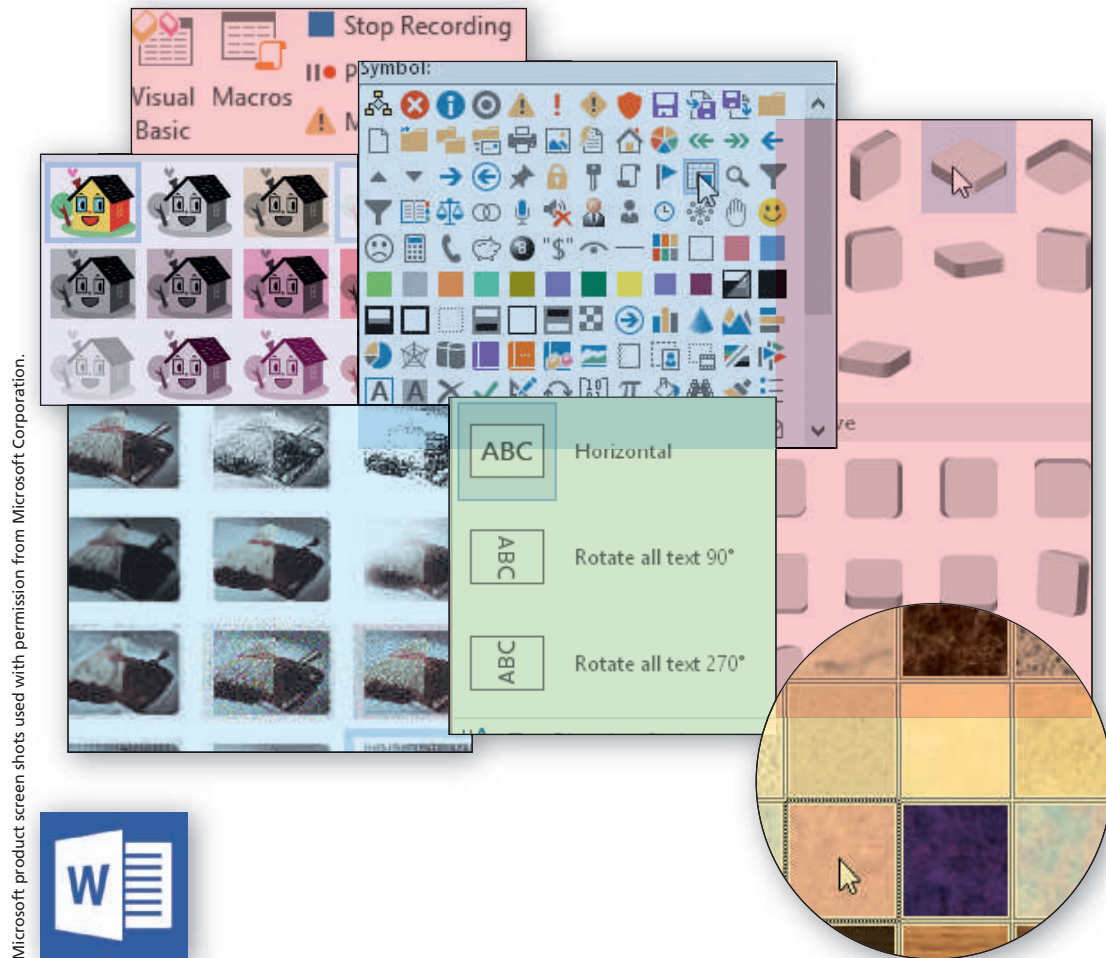 Stop Recording
Visual Basic
Macros
Symbol:
"$"
A A
ABC Horizontal
ABC Rotate all text 90°
ABC Rotate all text 270°
W
Microsoft product screen shots used with permission from Microsoft Corporation.